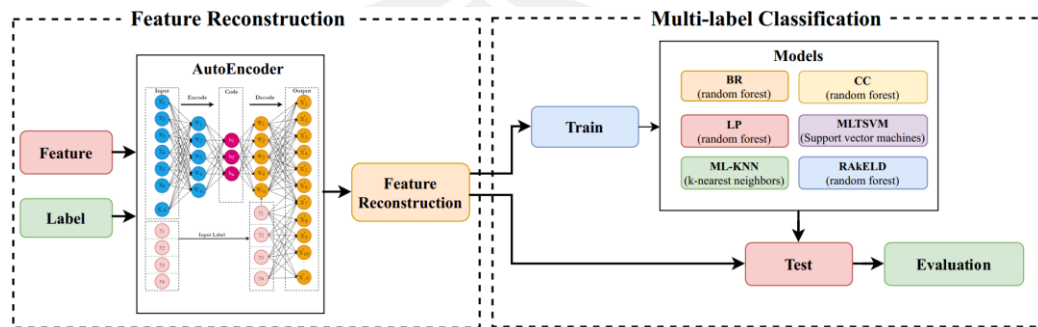 Feature Reconstruction
Multi-label Classification
AutoEncoder
Input
Encode
Code
Decode
Output
Input Label
Feature
Label
Feature
Reconstruction
Train
Models
BR
(random forest)
CC
(random forest)
LP
(random forest)
MLTSVM
(Support vector machines)
ML-KNN
(k-nearest neighbors)
RAkELD
(random forest)
Test
Evaluation